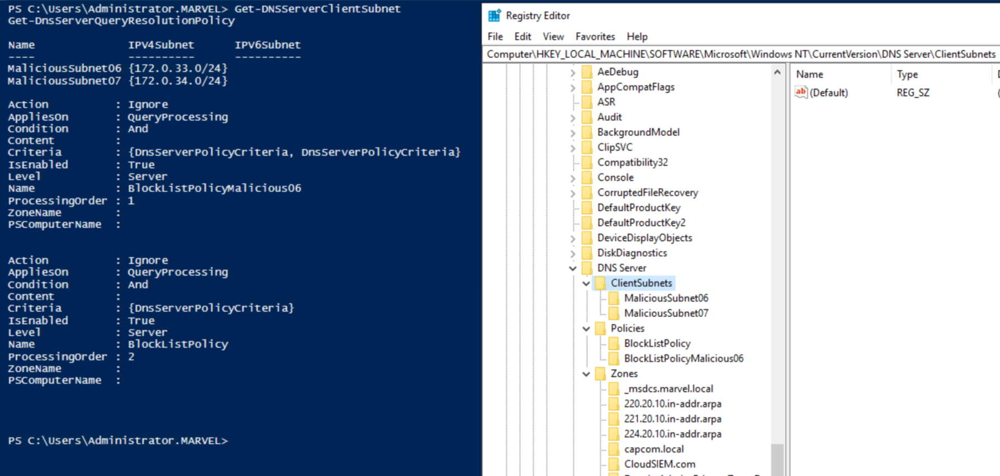 PS C:\Users\Administrator.MARVEL> Get-DNSServerClientSubnet
Get-DnsServerQueryResolutionPolicy
Name IPV4Subnet IPV6Subnet
---- ---------- ----------
MaliciousSubnet06 {172.0.33.0/24}
MaliciousSubnet07 {172.0.34.0/24}
Action : Ignore
AppliesOn : QueryProcessing
Condition : And
Content :
Criteria : {DnsServerPolicyCriteria, DnsServerPolicyCriteria}
IsEnabled : True
Level : Server
Name : BlockListPolicyMalicious06
ProcessingOrder : 1
ZoneName :
PSComputerName :
Action : Ignore
AppliesOn : QueryProcessing
Condition : And
Content :
Criteria : {DnsServerPolicyCriteria}
IsEnabled : True
Level : Server
Name : BlockListPolicy
ProcessingOrder : 2
ZoneName :
PSComputerName :
PS C:\Users\Administrator.MARVEL>
Registry Editor
File Edit View Favorites Help
Computer\HKEY_LOCAL_MACHINE\SOFTWARE\Microsoft\Windows NT\CurrentVersion\DNS Server\ClientSubnets
AeDebug
AppCompatFlags
ASR
Audit
BackgroundModel
ClipSVC
Compatibility32
Console
CorruptedFileRecovery
DefaultProductKey
DefaultProductKey2
DeviceDisplayObjects
DiskDiagnostics
DNS Server
ClientSubnets
MaliciousSubnet06
MaliciousSubnet07
Policies
BlockListPolicy
BlockListPolicyMalicious06
Zones
_msdcs.marvel.local
220.20.10.in-addr.arpa
221.20.10.in-addr.arpa
224.20.10.in-addr.arpa
capcom.local
CloudSIEM.com
Name Type
(Default) REG_SZ